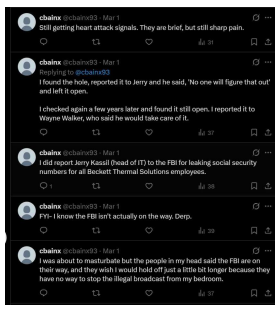 cbainx @cbainx93 · Mar 1
Still getting heart attack signals. They are brief, but still sharp pain.
31
cbainx @cbainx93 · Mar 1
Replying to @cbainx93
I found the hole, reported it to Jerry and he said, 'No one will figure that out'
and left it open.
I checked again a few years later and found it still open. I reported it to
Wayne Walker, who said he would take care of it.
37
cbainx @cbainx93 · Mar 1
I did report Jerry Kassil (head of IT) to the FBI for leaking social security
numbers for all Beckett Thermal Solutions employees.
1
38
cbainx @cbainx93 · Mar 1
FYI- I know the FBI isn't actually on the way. Derp.
39
cbainx @cbainx93 · Mar 1
I was about to masturbate but the people in my head said the FBI are on
their way, and they wish I would hold off just a little bit longer because they
have no way to stop the illegal broadcast from my bedroom.
37